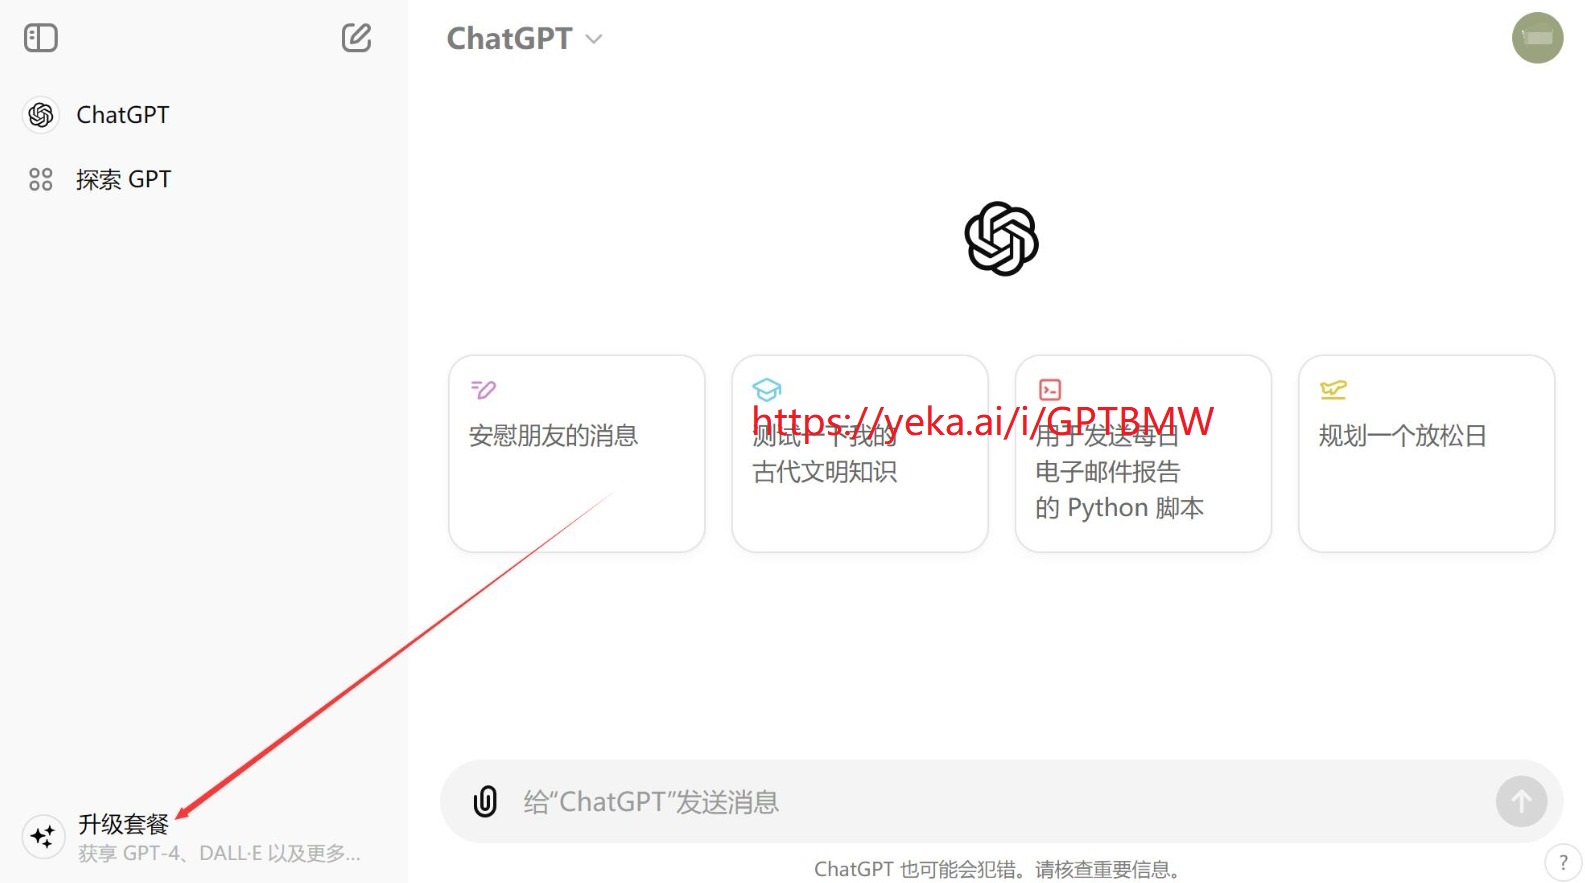 ChatGPT
ChatGPT
探索 GPT
安慰朋友的消息
测试一下我的
古代文明知识
https://yeka.ai/i/GPTBMW
用于发送每日
电子邮件报告
的 Python 脚本
规划一个放松日
升级套餐
获享 GPT-4、DALL·E 以及更多...
给“ChatGPT”发送消息
ChatGPT 也可能会犯错。请核查重要信息。
?